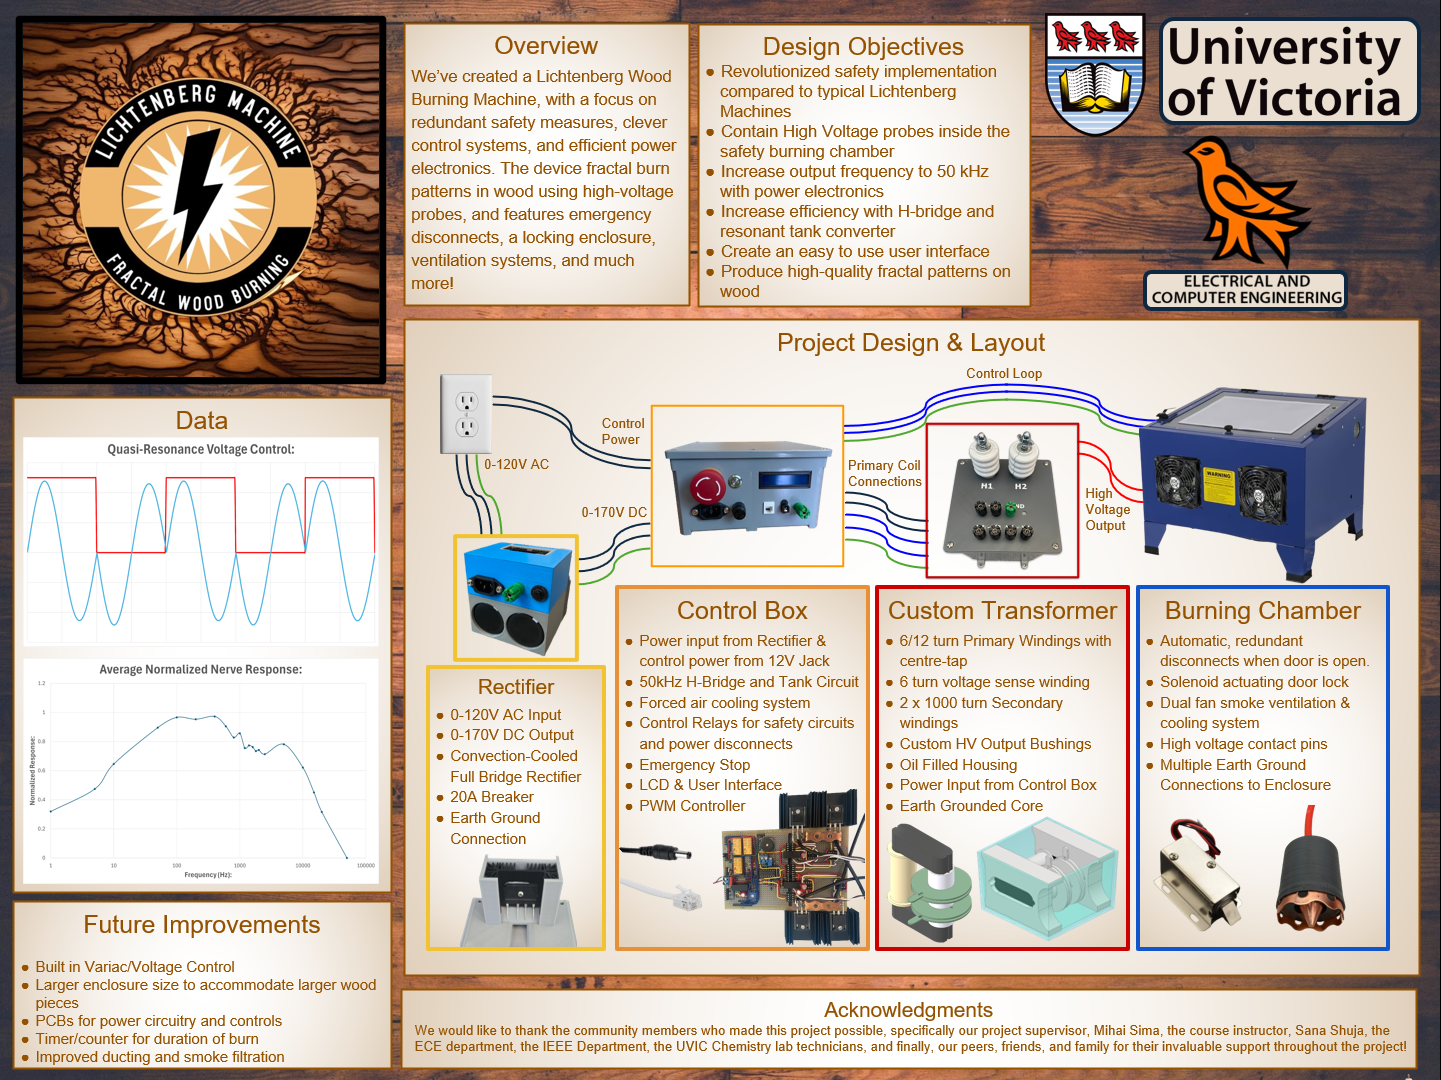 LICHTENBERG MACHINE
FRACTAL WOOD BURNING
Overview
We've created a Lichtenberg Wood
Burning Machine, with a focus on
redundant safety measures, clever
control systems, and efficient power
electronics. The device fractal burn
patterns in wood using high-voltage
probes, and features emergency
disconnects, a locking enclosure,
ventilation systems, and much
more!
Design Objectives
● Revolutionized safety implementation
compared to typical Lichtenberg
Machines
● Contain High Voltage probes inside the
safety burning chamber
● Increase output frequency to 50 kHz
with power electronics
● Increase efficiency with H-bridge and
resonant tank converter
● Create an easy to use user interface
● Produce high-quality fractal patterns on
wood
University
of Victoria
ELECTRICAL AND
COMPUTER ENGINEERING
Data
Quasi-Resonance Voltage Control:
Average Normalized Nerve Response:
Normalized Response:
1.2
1
0.8
0.6
0.4
0.2
0
1
10
100
1000
10000
100000
Frequency (Hz):
Future Improvements
● Built in Variac/Voltage Control
● Larger enclosure size to accommodate larger wood
pieces
● PCBs for power circuitry and controls
● Timer/counter for duration of burn
● Improved ducting and smoke filtration
Project Design & Layout
Control Loop
Control
Power
0-120V AC
0-170V DC
Primary Coil
Connections
H1 H2
GND
High
Voltage
Output
WARNING
Rectifier
● 0-120V AC Input
● 0-170V DC Output
● Convection-Cooled
Full Bridge Rectifier
● 20A Breaker
● Earth Ground
Connection
Control Box
● Power input from Rectifier &
control power from 12V Jack
● 50kHz H-Bridge and Tank Circuit
● Forced air cooling system
● Control Relays for safety circuits
and power disconnects
● Emergency Stop
● LCD & User Interface
● PWM Controller
Custom Transformer
● 6/12 turn Primary Windings with
centre-tap
● 6 turn voltage sense winding
● 2 x 1000 turn Secondary
windings
● Custom HV Output Bushings
● Oil Filled Housing
● Power Input from Control Box
● Earth Grounded Core
Burning Chamber
● Automatic, redundant
disconnects when door is open.
● Solenoid actuating door lock
● Dual fan smoke ventilation &
cooling system
● High voltage contact pins
● Multiple Earth Ground
Connections to Enclosure
Acknowledgments
We would like to thank the community members who made this project possible, specifically our project supervisor, Mihai Sima, the course instructor, Sana Shuja, the
ECE department, the IEEE Department, the UVIC Chemistry lab technicians, and finally, our peers, friends, and family for their invaluable support throughout the project!